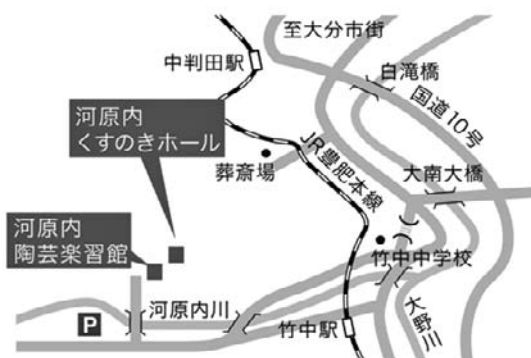 至大分市街
中判田駅
白滝橋
国道10号
河原内
くすのきホール
JR豊肥本線
葬斎場
大南大橋
河原内
陶芸楽習館
竹中中学校
河原内川
P
竹中駅
大野川